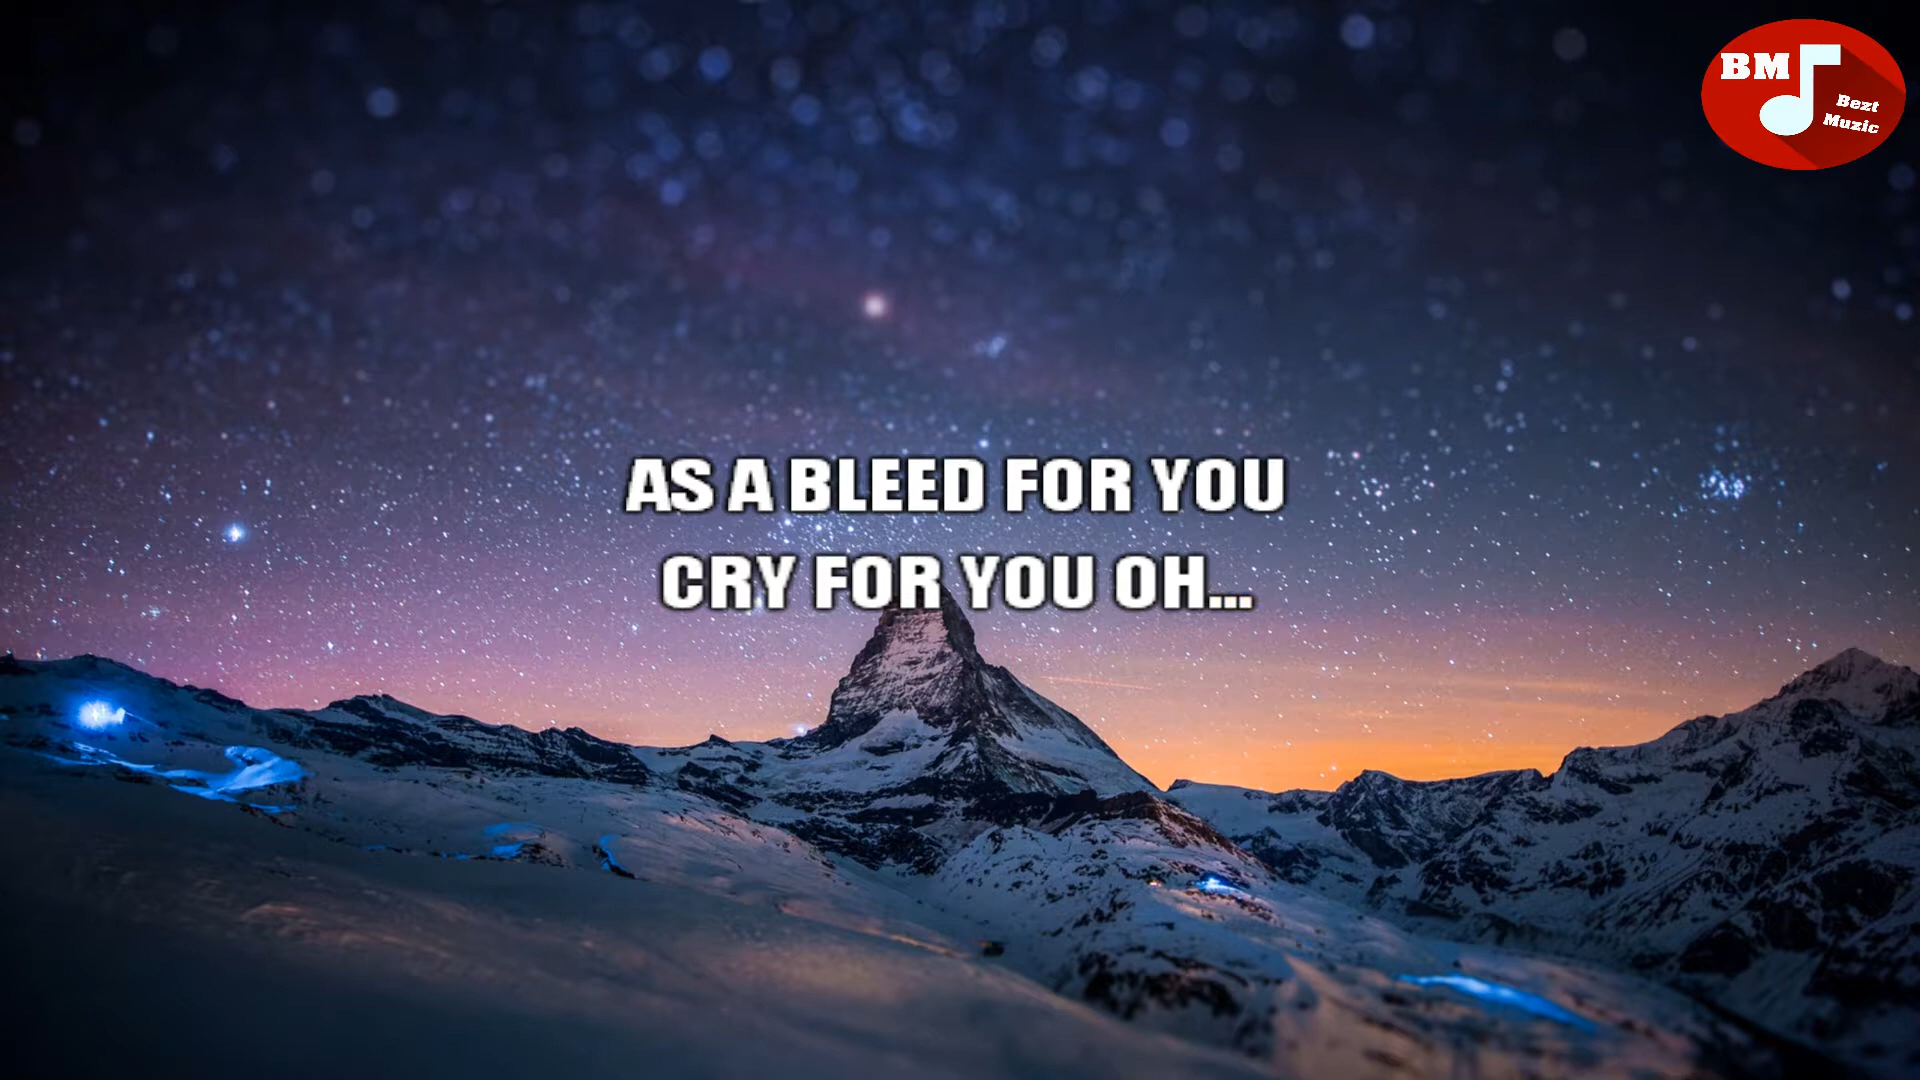 BM
Bezt
Muzic
AS A BLEED FOR YOU
CRY FOR YOU OH...